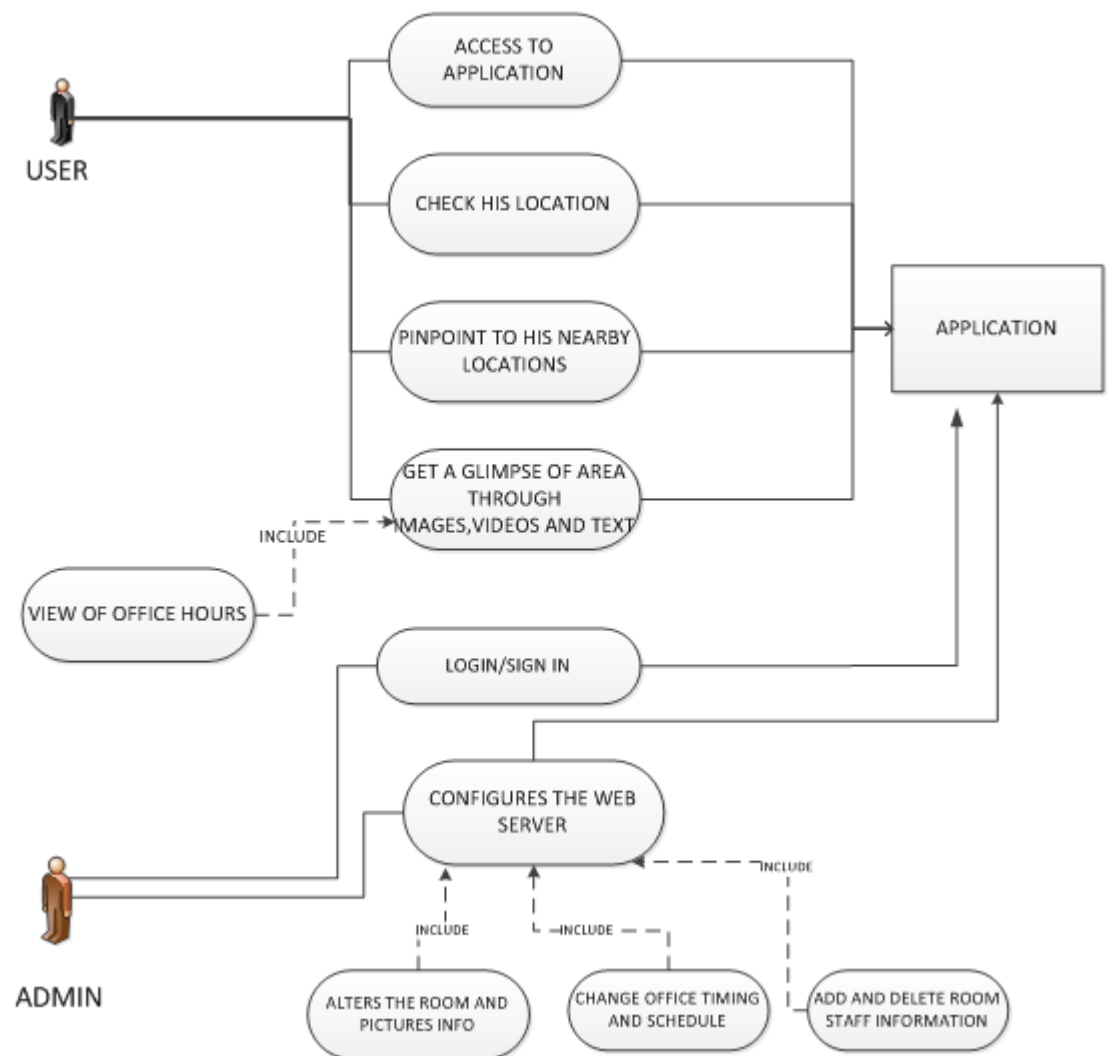 ACCESS TO
APPLICATION
USER
CHECK HIS LOCATION
APPLICATION
PINPOINT TO HIS NEARBY
LOCATIONS
GET A GLIMPSE OF AREA
THROUGH
IMAGES,VIDEOS AND TEXT
INCLUDE
VIEW OF OFFICE HOURS
LOGIN/SIGN IN
CONFIGURES THE WEB
SERVER
INCLUDE
INCLUDE
INCLUDE
ADMIN
ALTERS THE ROOM AND
PICTURES INFO
CHANGE OFFICE TIMING
AND SCHEDULE
ADD AND DELETE ROOM
STAFF INFORMATION